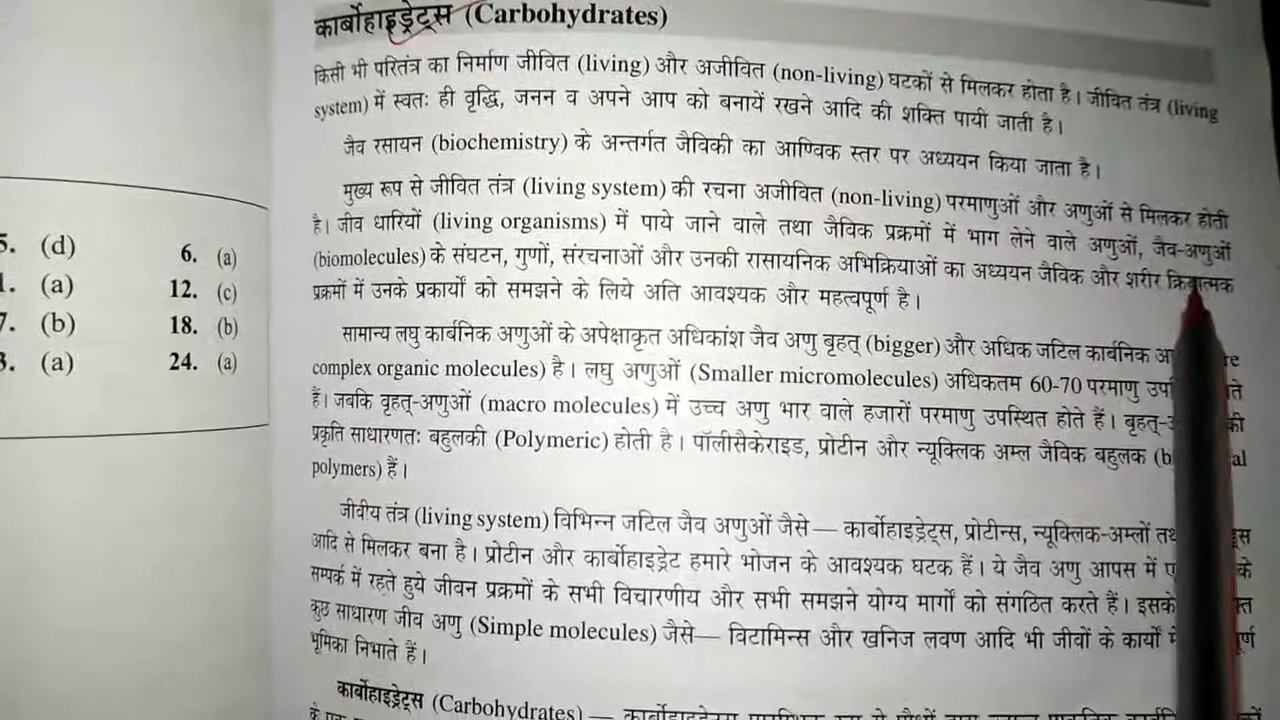 कार्बोहाइड्रेट्स (Carbohydrates)
किसी भी परितंत्र का निर्माण जीवित (living) और अजीवित (non-living) घटकों से मिलकर होता है। जीवित तंत्र (living
system) में स्वतः ही वृद्धि, जनन व अपने आप को बनायें रखने आदि की शक्ति पायी जाती है।
जैव रसायन (biochemistry) के अन्तर्गत जैविकी का आण्विक स्तर पर अध्ययन किया जाता है।
मुख्य रूप से जीवित तंत्र (living system) की रचना अजीवित (non-living) परमाणुओं और अणुओं से मिलकर होती
है। जीव धारियों (living organisms) में पाये जाने वाले तथा जैविक प्रक्रमों में भाग लेने वाले अणुओं, जैव-अणुओं
(biomolecules) के संघटन, गुणों, संरचनाओं और उनकी रासायनिक अभिक्रियाओं का अध्ययन जैविक और शरीर क्रियात्मक
प्रक्रमों में उनके प्रकार्यों को समझने के लिये अति आवश्यक और महत्वपूर्ण है।
सामान्य लघु कार्बनिक अणुओं के अपेक्षाकृत अधिकांश जैव अणु बृहत् (bigger) और अधिक जटिल कार्बनिक
complex organic molecules) है। लघु अणुओं (Smaller micromolecules) अधिकतम 60-70 परमाणु
हैं। जबकि वृहत्-अणुओं (macro molecules) में उच्च अणु भार वाले हजारों परमाणु उपस्थित होते हैं। बृहत्- की
प्रकृति साधारणतः बहुलकी (Polymeric) होती है। पॉलीसैकेराइड, प्रोटीन और न्यूक्लिक अम्ल जैविक बहुलक
polymers) हैं।
जीवीय तंत्र (living system) विभिन्न जटिल जैव अणुओं जैसे — कार्बोहाइड्रेट्स, प्रोटीन्स, न्यूक्लिक-अम्लों
आदि से मिलकर बना है। प्रोटीन और कार्बोहाइड्रेट हमारे भोजन के आवश्यक घटक हैं। ये जैव अणु आपस में के
सम्पर्क में रहते हुये जीवन प्रक्रमों के सभी विचारणीय और सभी समझने योग्य मार्गों को संगठित करते हैं। इसके
कुछ साधारण जीव अणु (Simple molecules) जैसे— विटामिन्स और खनिज लवण आदि भी जीवों के कार्यों
भूमिका निभाते हैं।
कार्बोहाइड्रेट्स (Carbohydrates) —
5. (d) 6. (a)
1. (a) 12. (c)
7. (b) 18. (b)
3. (a) 24. (a)